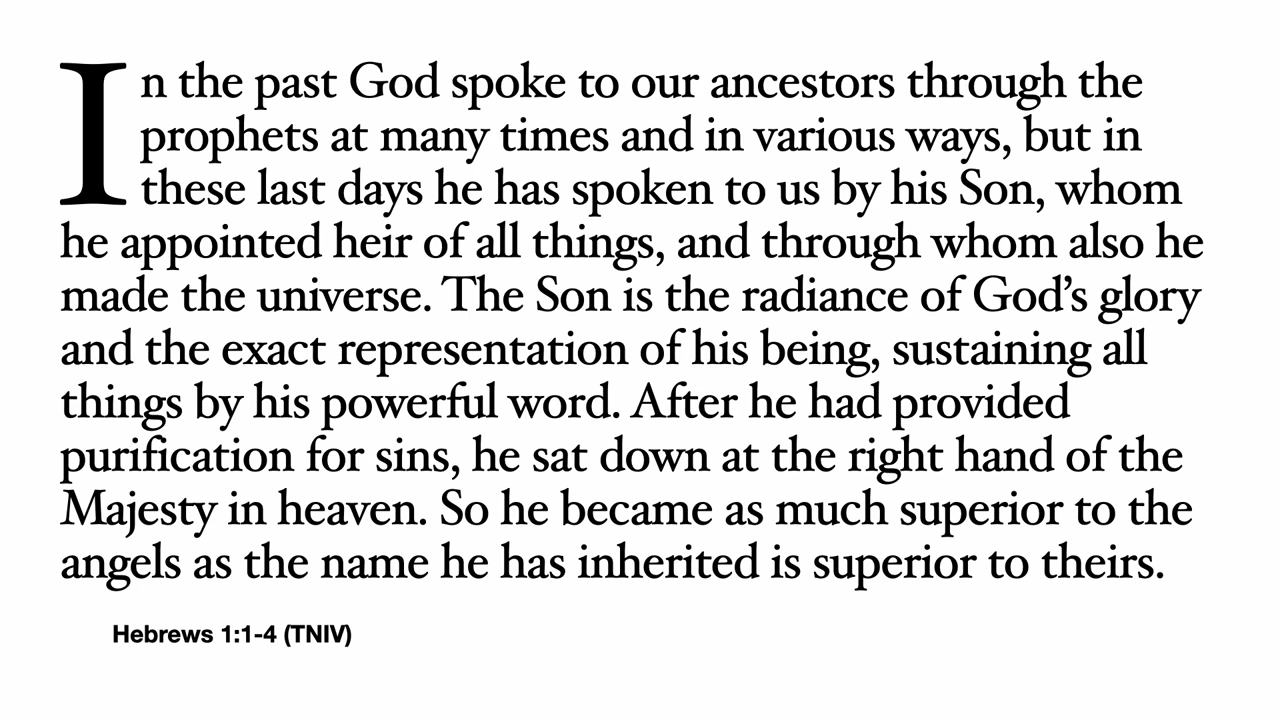 In the past God spoke to our ancestors through the
prophets at many times and in various ways, but in
these last days he has spoken to us by his Son, whom
he appointed heir of all things, and through whom also he
made the universe. The Son is the radiance of God’s glory
and the exact representation of his being, sustaining all
things by his powerful word. After he had provided
purification for sins, he sat down at the right hand of the
Majesty in heaven. So he became as much superior to the
angels as the name he has inherited is superior to theirs.
Hebrews 1:1-4 (TNIV)